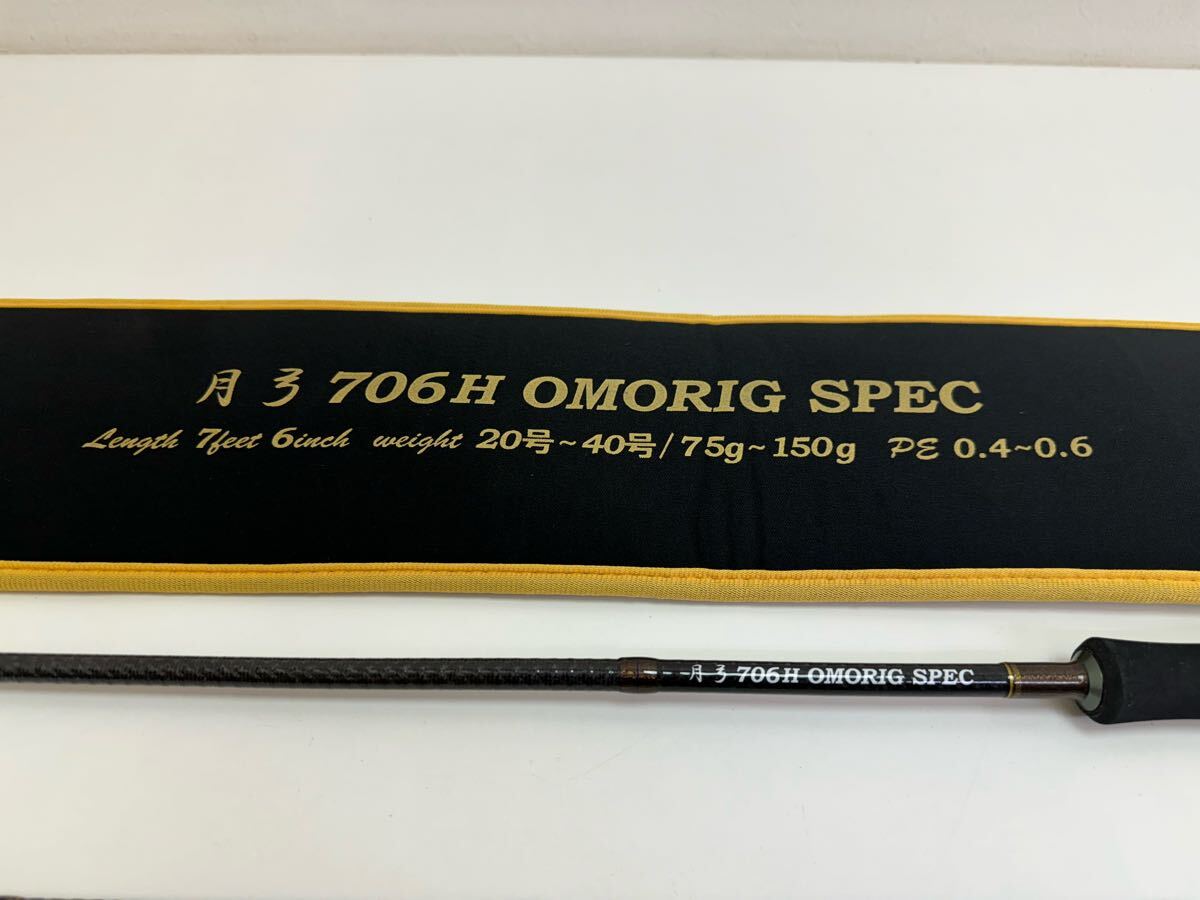 月弓 706H OMORIG SPEC
Length 7feet 6inch weight 20号~40号/75g~150g PE 0.4~0.6
月弓 706H OMORIG SPEC